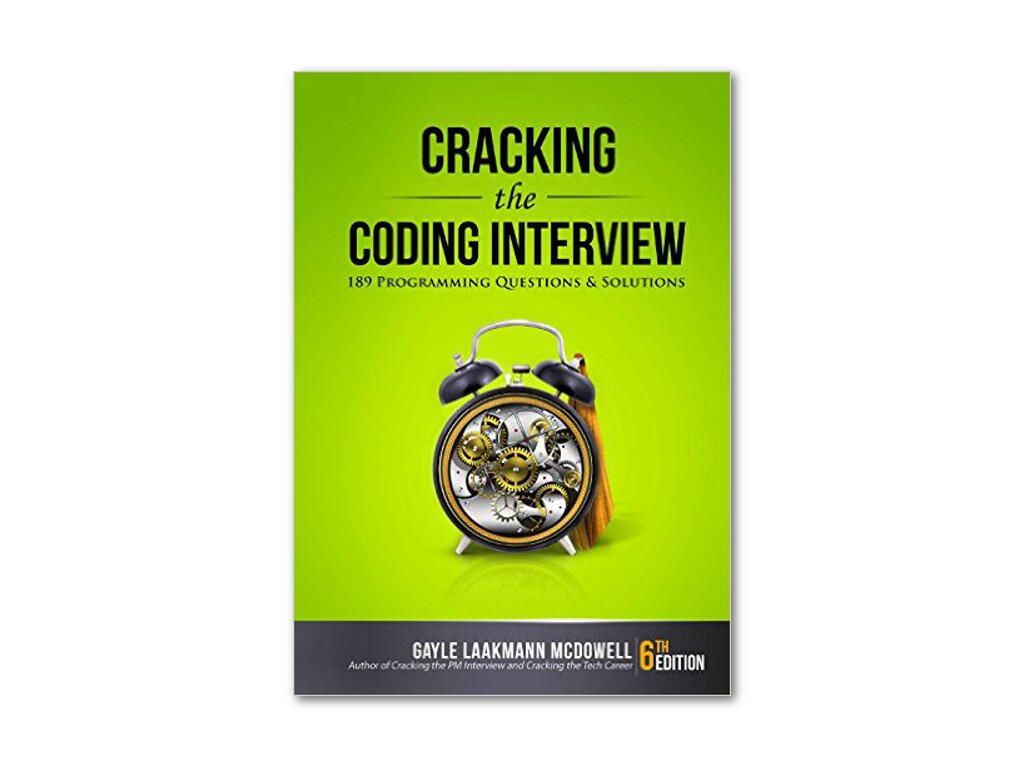 CRACKING
the
CODING INTERVIEW
189 PROGRAMMING QUESTIONS & SOLUTIONS
GAYLE LAAKMANN MCDOWELL
Author of Cracking the PM Interview and Cracking the Tech Career
6TH
EDITION